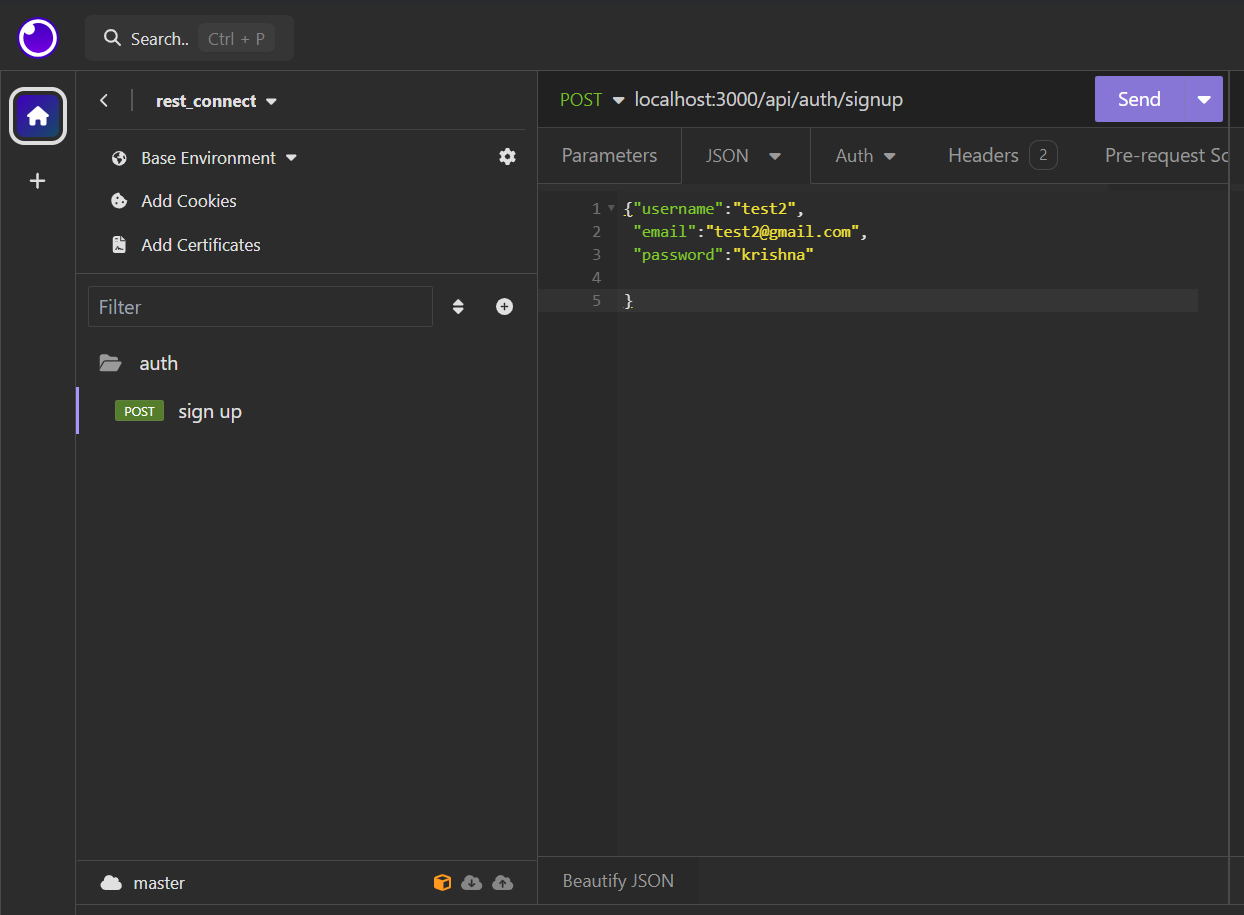 Search.. Ctrl + P
rest_connect
Base Environment
Add Cookies
Add Certificates
Filter
auth
POST sign up
master
POST localhost:3000/api/auth/signup Send
Parameters JSON Auth Headers 2 Pre-request Sc
1 {"username":"test2",
2 "email":"test2@gmail.com",
3 "password":"krishna"
4
5 }
Beautify JSON